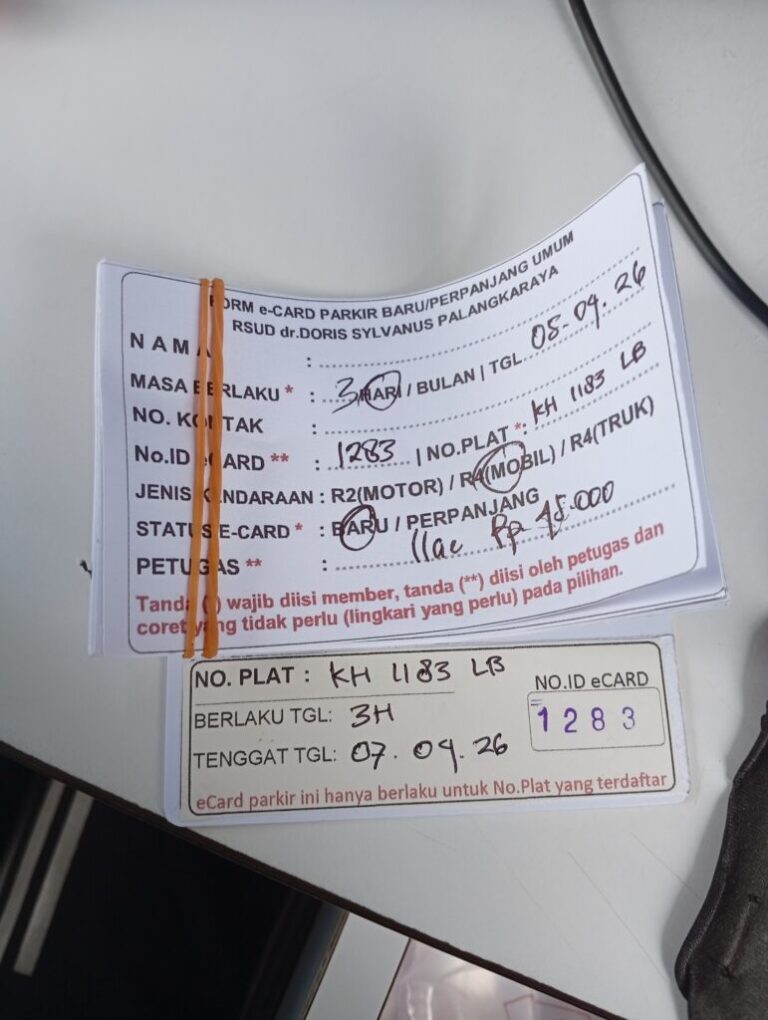 FORM e-CARD PARKIR BARU/PERPANJANG UMUM
RSUD dr.DORIS SYLVANUS PALANGKARAYA
NAMA :
MASA BERLAKU * : 3 HARI / BULAN | TGL. 05-04.26
NO. KONTAK :
No.ID eCARD ** : 1283 | NO.PLAT *: KH 1183 LB
JENIS KENDARAAN : R2(MOTOR) / R4(MOBIL) / R4(TRUK)
STATUS E-CARD * : BARU / PERPANJANG
PETUGAS ** : Rp 45.000
Tanda (*) wajib diisi member, tanda (**) diisi oleh petugas dan
coret yang tidak perlu (lingkari yang perlu) pada pilihan.
NO. PLAT : KH 1183 LB
NO.ID eCARD
1283
BERLAKU TGL: 3H
TENGGAT TGL: 07.04.26
eCard parkir ini hanya berlaku untuk No.Plat yang terdaftar